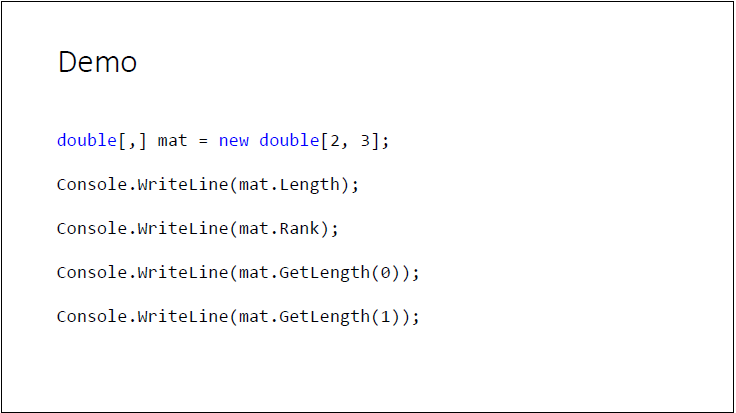 Demo
double[,] mat = new double[2, 3];
Console.WriteLine(mat.Length);
Console.WriteLine(mat.Rank);
Console.WriteLine(mat.GetLength(0));
Console.WriteLine(mat.GetLength(1));